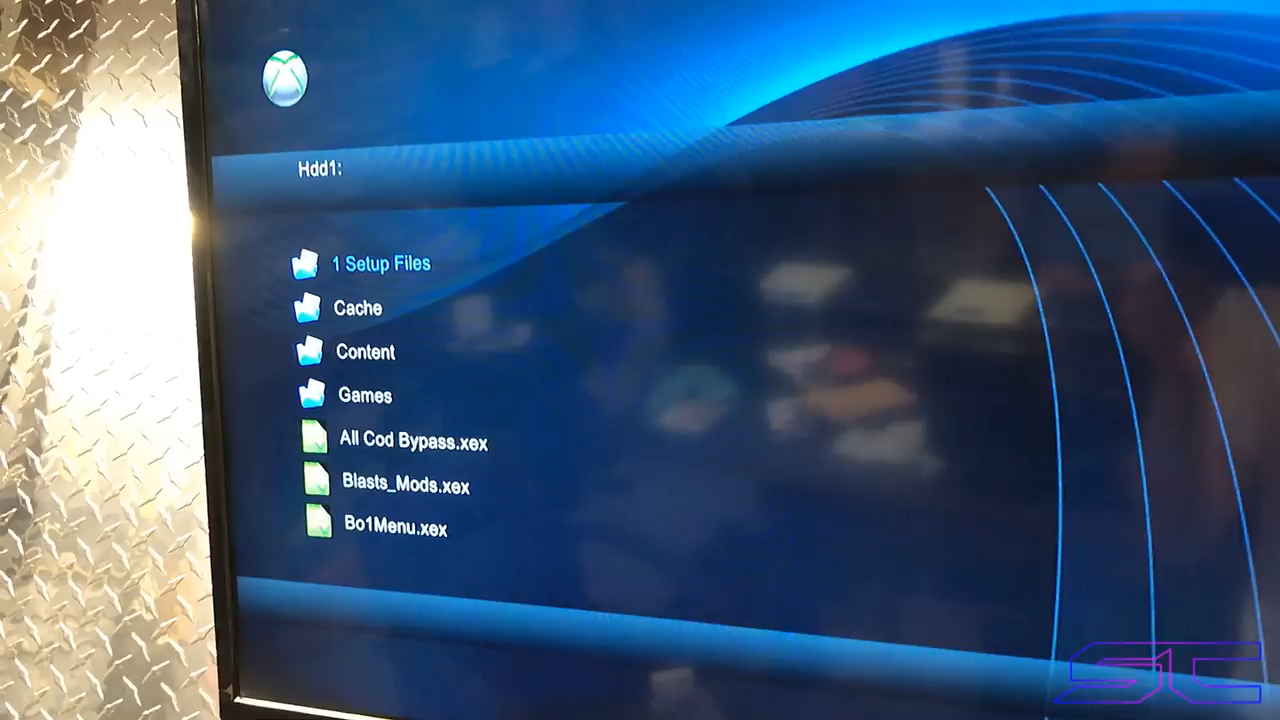 Hdd1:
1 Setup Files
Cache
Content
Games
All Cod Bypass.xex
Blasts_Mods.xex
Bo1Menu.xex